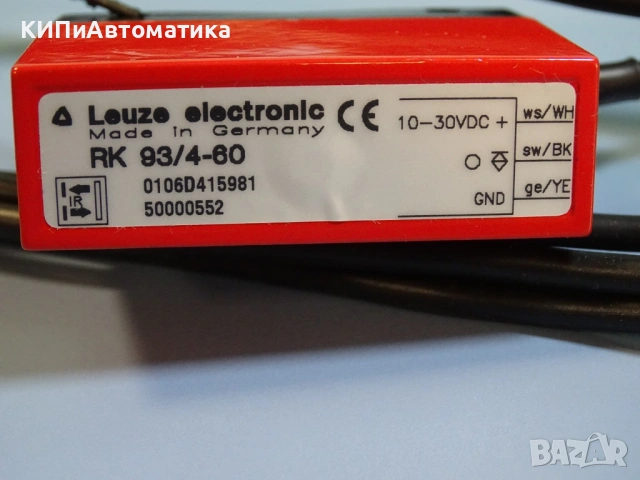 КИПиАвтоматика
Leuze electronic CE
Made in Germany
RK 93/4-60
0106D415981
50000552
IR
10-30VDC +
GND
ws/WH
sw/BK
ge/YE
BAZAR